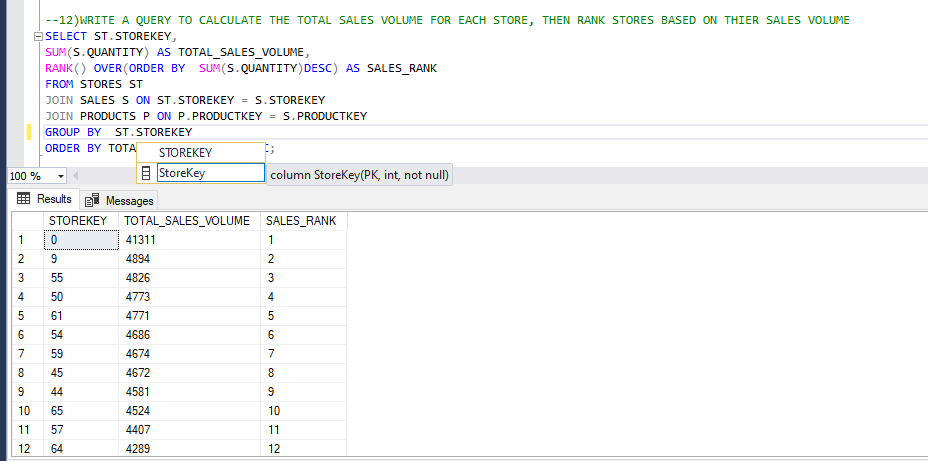 --12)WRITE A QUERY TO CALCULATE THE TOTAL SALES VOLUME FOR EACH STORE, THEN RANK STORES BASED ON THIER SALES VOLUME
SELECT ST.STOREKEY,
SUM(S.QUANTITY) AS TOTAL_SALES_VOLUME,
RANK() OVER(ORDER BY  SUM(S.QUANTITY)DESC) AS SALES_RANK
FROM STORES ST
JOIN SALES S ON ST.STOREKEY = S.STOREKEY
JOIN PRODUCTS P ON P.PRODUCTKEY = S.PRODUCTKEY
GROUP BY  ST.STOREKEY
ORDER BY TOTA
;
STOREKEY
StoreKey
column StoreKey(PK, int, not null)
100 %
Results Messages
STOREKEY TOTAL_SALES_VOLUME SALES_RANK
1 0 41311 1
2 9 4894 2
3 55 4826 3
4 50 4773 4
5 61 4771 5
6 54 4686 6
7 59 4674 7
8 45 4672 8
9 44 4581 9
10 65 4524 10
11 57 4407 11
12 64 4289 12